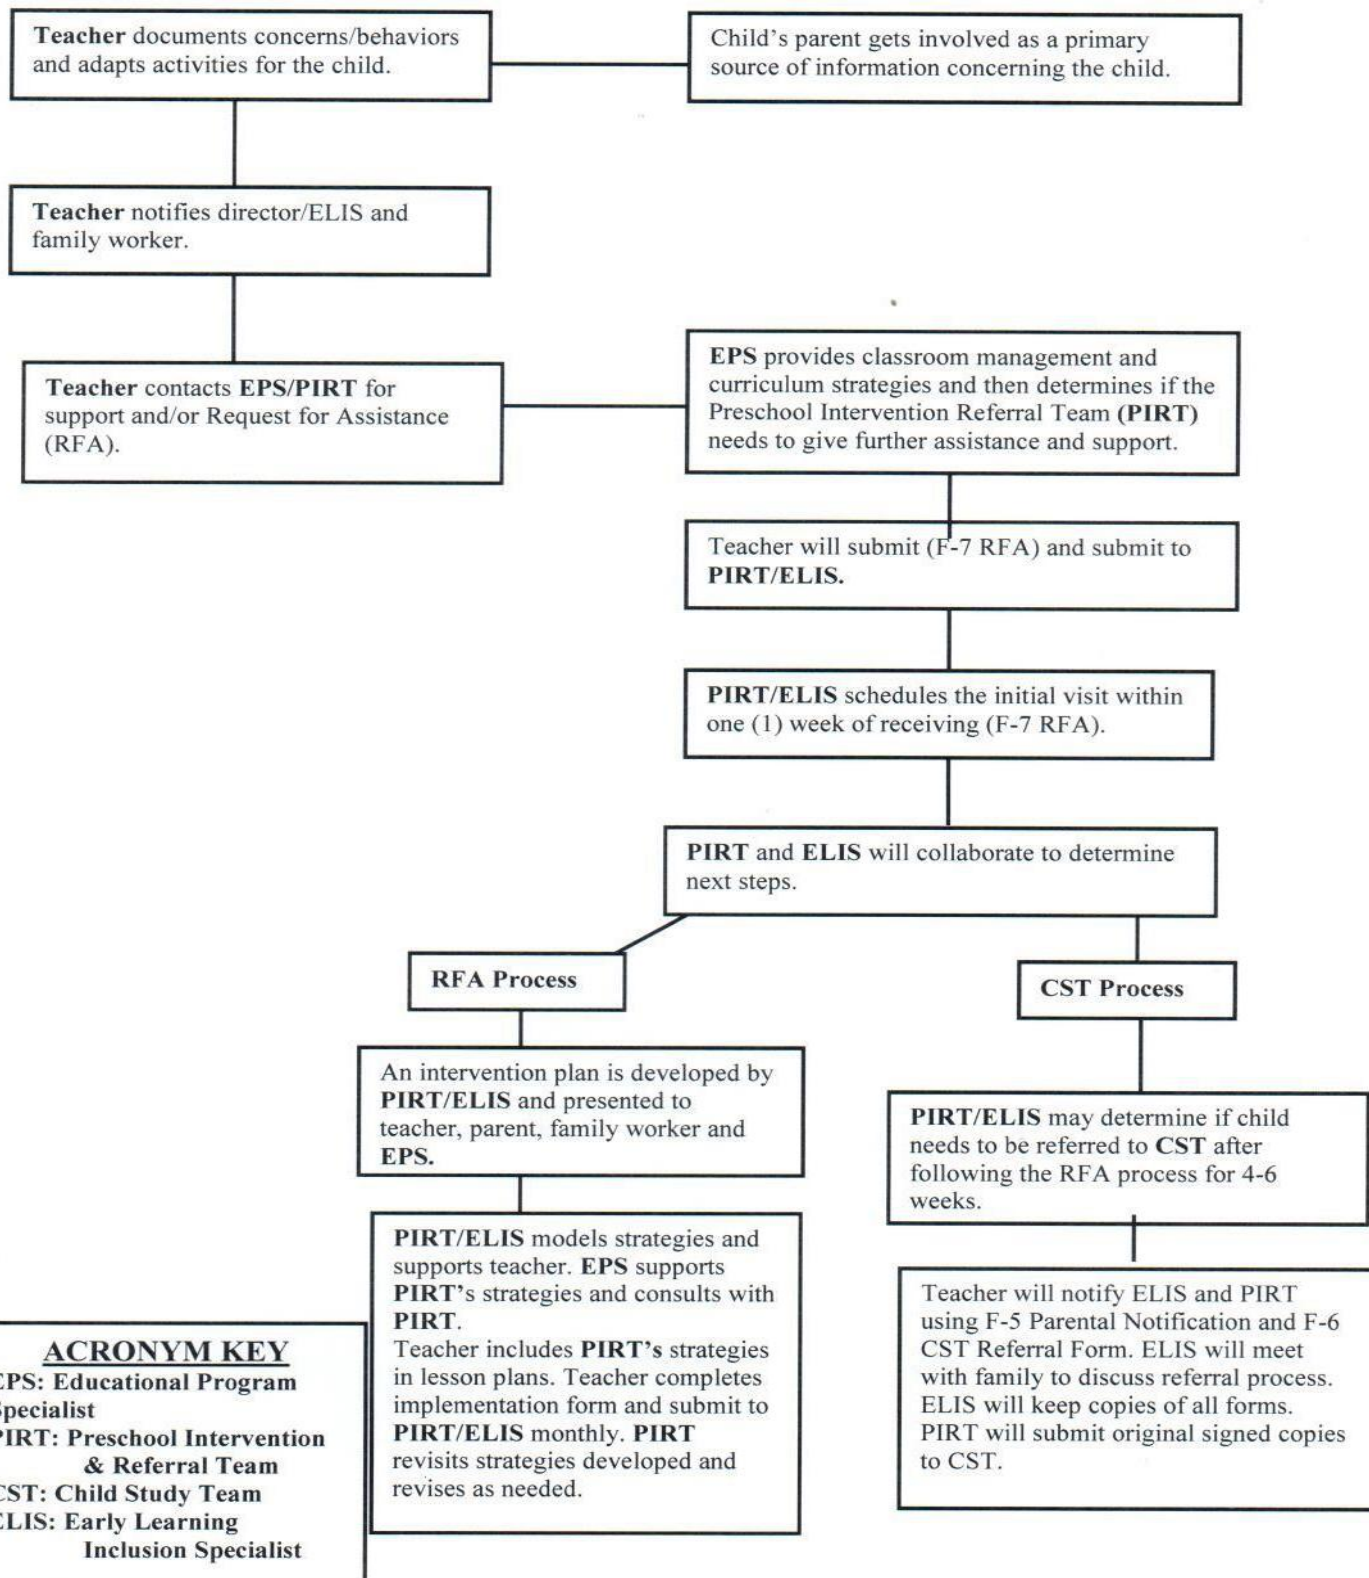 Teacher documents concerns/behaviors
and adapts activities for the child.
Child's parent gets involved as a primary
source of information concerning the child.
Teacher notifies director/ELIS and
family worker.
Teacher contacts EPS/PIRT for
support and/or Request for Assistance
(RFA).
EPS provides classroom management and
curriculum strategies and then determines if the
Preschool Intervention Referral Team (PIRT)
needs to give further assistance and support.
Teacher will submit (F-7 RFA) and submit to
PIRT/ELIS.
PIRT/ELIS schedules the initial visit within
one (1) week of receiving (F-7 RFA).
PIRT and ELIS will collaborate to determine
next steps.
RFA Process
An intervention plan is developed by
PIRT/ELIS and presented to
teacher, parent, family worker and
EPS.
PIRT/ELIS models strategies and
supports teacher. EPS supports
PIRT's strategies and consults with
PIRT.
Teacher includes PIRT's strategies
in lesson plans. Teacher completes
implementation form and submit to
PIRT/ELIS monthly. PIRT
revisits strategies developed and
revises as needed.
CST Process
PIRT/ELIS may determine if child
needs to be referred to CST after
following the RFA process for 4-6
weeks.
Teacher will notify ELIS and PIRT
using F-5 Parental Notification and F-6
CST Referral Form. ELIS will meet
with family to discuss referral process.
ELIS will keep copies of all forms.
PIRT will submit original signed copies
to CST.
ACRONYM KEY
EPS: Educational Program
Specialist
PIRT: Preschool Intervention
& Referral Team
CST: Child Study Team
ELIS: Early Learning
Inclusion Specialist